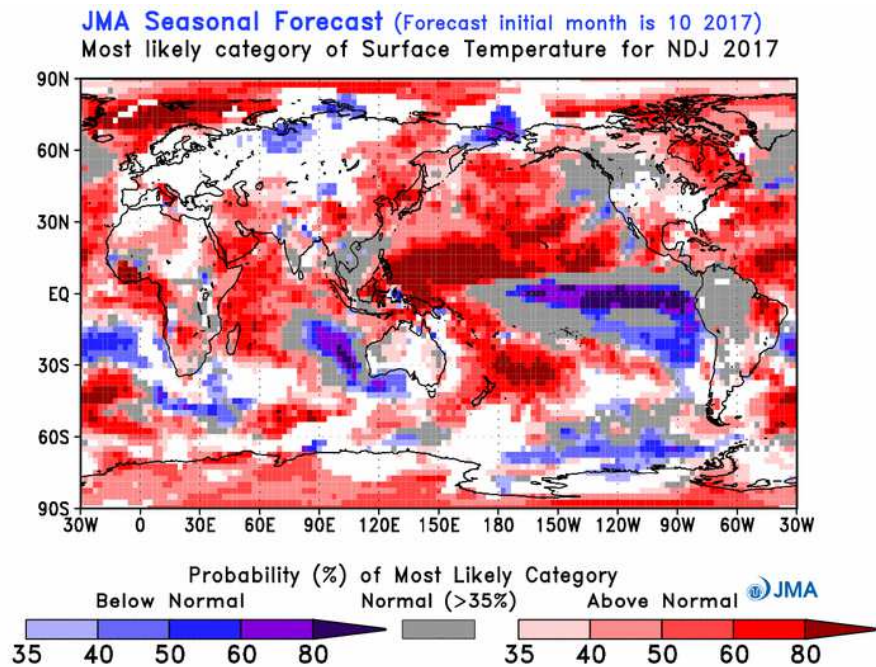 JMA Seasonal Forecast (Forecast initial month is 10 2017)
Most likely category of Surface Temperature for NDJ 2017
90N
60N
30N
EQ
30S
60S
90S
30W 0 30E 60E 90E 120E 150E 180 150W 120W 90W 60W 30W
Probability (%) of Most Likely Category
JMA
Below Normal Normal (>35%) Above Normal
35 40 50 60 80 35 40 50 60 80